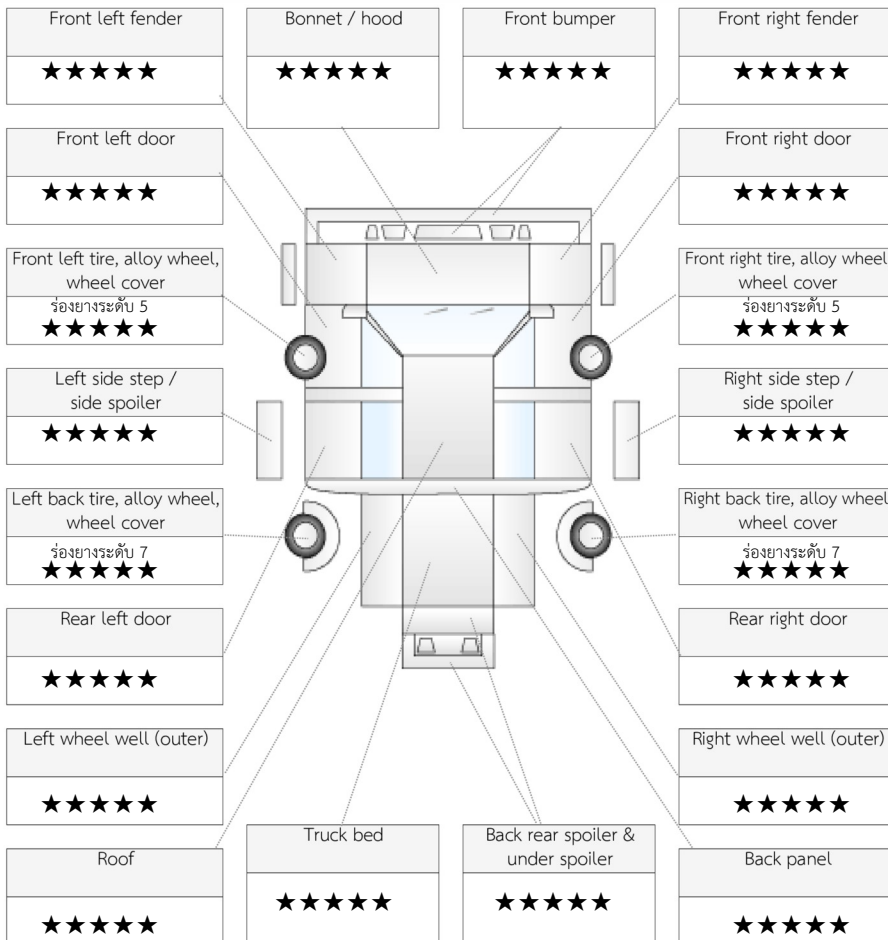 Front left fender
★★★★★
Bonnet / hood
★★★★★
Front bumper
★★★★★
Front right fender
★★★★★
Front left door
★★★★★
Front right door
★★★★★
Front left tire, alloy wheel,
wheel cover
ร่องยางระดับ 5
★★★★★
Front right tire, alloy wheel
wheel cover
ร่องยางระดับ 5
★★★★★
Left side step /
side spoiler
★★★★★
Right side step /
side spoiler
★★★★★
Left back tire, alloy wheel,
wheel cover
ร่องยางระดับ 7
★★★★★
Right back tire, alloy wheel
wheel cover
ร่องยางระดับ 7
★★★★★
Rear left door
★★★★★
Rear right door
★★★★★
Left wheel well (outer)
★★★★★
Right wheel well (outer)
★★★★★
Roof
★★★★★
Truck bed
★★★★★
Back rear spoiler &
under spoiler
★★★★★
Back panel
★★★★★